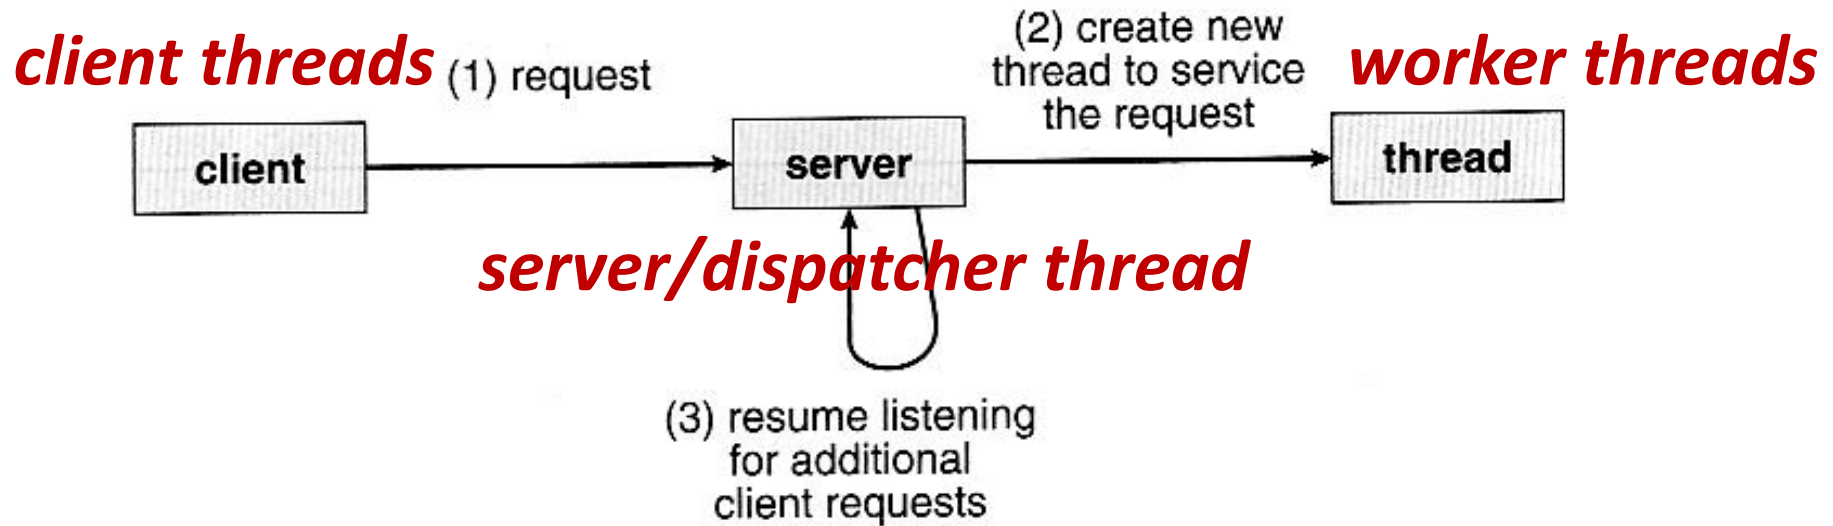 client threads
(1) request
(2) create new
thread to service
the request
worker threads
client
server
thread
server/dispatcher thread
(3) resume listening
for additional
client requests